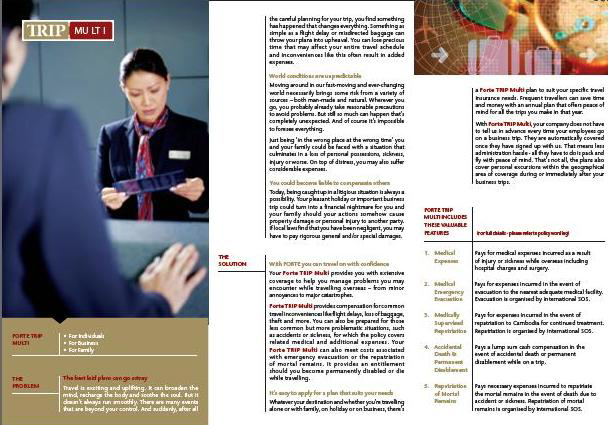 TRIP MULTI
FORTE TRIP
MULTI
• For Individuals
• For Business
• For Family
THE
PROBLEM
The best laid plans can go astray
Travel is exciting and uplifting. It can broaden the
mind, recharge the body and soothe the soul. But it
doesn't always run smoothly. There are many events
that are beyond your control. And suddenly, after all
the careful planning for your trip, you find something
has happened that changes everything. Something as
simple as a flight delay or misdirected baggage can
throw your plans into upheaval. You can lose precious
time that may affect your entire travel schedule
and inconveniences like this often result in added
expenses.
World conditions are unpredictable
Moving around in our fast-moving and ever-changing
world necessarily brings some risk from a variety of
sources – both man-made and natural. Wherever you
go, you probably already take reasonable precautions
to avoid problems. But still so much can happen that's
completely unexpected. And of course it's impossible
to foresee everything.
Just being 'in the wrong place at the wrong time' you
and your family could be faced with a situation that
culminates in a loss of personal possessions, sickness,
injury or worse. On top of distress, you may also suffer
considerable expenses.
You could become liable to compensate others
Today, being caught up in a litigious situation is always a
possibility. Your pleasant holiday or important business
trip could turn into a financial nightmare for you and
your family should your actions somehow cause
property damage or personal injury to another party.
If local laws find that you have been negligent, you may
have to pay rigorous general and/or special damages.
THE
SOLUTION
With FORTE you can travel on with confidence
Your Forte TRIP Multi provides you with extensive
coverage to help you manage problems you may
encounter while travelling overseas – from minor
annoyances to major catastrophes.
Forte TRIP Multi provides compensation for common
travel inconveniences like flight delays, loss of baggage,
theft and more. You can also be prepared for those
less common but more problematic situations, such
as accidents or sickness, for which the policy covers
related medical and additional expenses. Your
Forte TRIP Multi can also meet costs associated
with emergency evacuation or the repatriation
of mortal remains. It provides an entitlement
should you become permanently disabled or die
while travelling.
It's easy to apply for a plan that suits your needs
Whatever your destination and whether you're travelling
alone or with family, on holiday or on business, there's
a Forte TRIP Multi plan to suit your specific travel
insurance needs. Frequent travellers can save time
and money with an annual plan that offers peace of
mind for all the trips you make in that year.
With Forte TRIP Multi, your company does not have
to tell us in advance every time your employees go
on a business trip. They are automatically covered
once they have signed up with us. That means less
administration hassle - all they have to do is pack and
fly with peace of mind. That's not all, the plans also
cover personal excursions within the geographical
area of coverage during or immediately after your
business trips.
FORTE TRIP
MULTI INCLUDES
THESE VALUABLE
FEATURES
(For full details - please refer to policy wording)
1. Medical
Expenses
Pays for medical expenses incurred as a result
of injury or sickness while overseas including
hospital charges and surgery.
2. Medical
Emergency
Evacuation
Pays for expenses incurred in the event of
evacuation to the nearest adequate medical facility.
Evacuation is organised by International SOS.
3. Medically
Supervised
Repatriation
Pays for expenses incurred in the event of
repatriation to Cambodia for continued treatment.
Repatriation is organised by International SOS.
4. Accidental
Death &
Permanent
Disablement
Pays a lump sum cash compensation in the
event of accidental death or permanent
disablement while on a trip.
5. Repatriation
of Mortal
Remains
Pays necessary expenses incurred to repatriate
the mortal remains in the event of death due to
accident or sickness. Repatriation of mortal
remains is organised by International SOS.